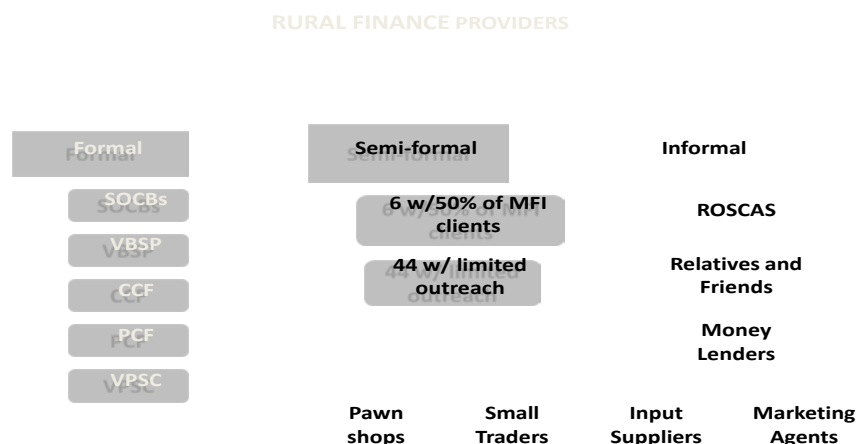 RURAL FINANCE PROVIDERS
Formal
Semi-formal
Informal
SOCBs
VBSP
CCF
PCF
VPSC
6 w/50% of MFI
clients
44 w/ limited
outreach
ROSCAS
Relatives and
Friends
Money
Lenders
Pawn
shops
Small
Traders
Input
Suppliers
Marketing
Agents